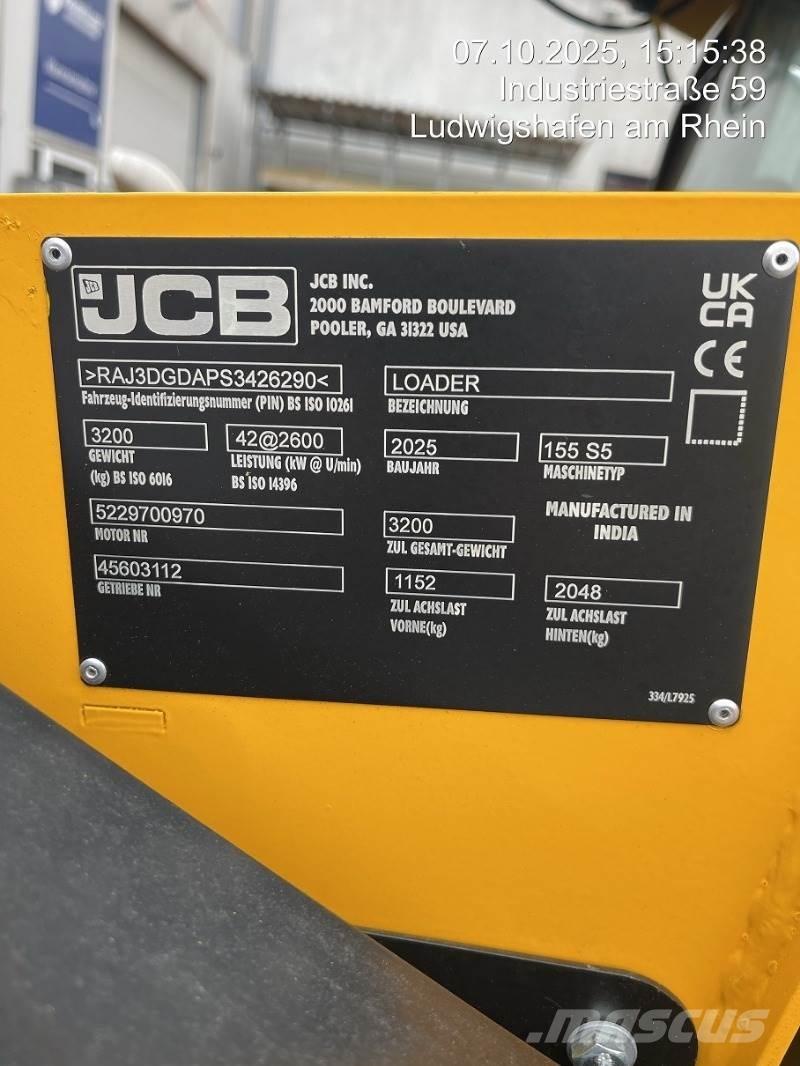 07.10.2025, 15:15:38
Industriestraße 59
Ludwigshafen am Rhein
JCB
JCB INC.
2000 BAMFORD BOULEVARD
POOLER, GA 31322 USA
UK
CA
CE
>RAJ3DGDAPS3426290<
Fahrzeug-Identifizierungsnummer (PIN) BS ISO 10261
LOADER
BEZEICHNUNG
3200
GEWICHT
(kg) BS ISO 6016
42@2600
LEISTUNG (kW @ U/min)
BS ISO 14396
2025
BAUJAHR
155 S5
MASCHINETYP
5229700970
MOTOR NR
3200
ZUL GESAMT-GEWICHT
MANUFACTURED IN
INDIA
45603112
GETRIEBE NR
1152
ZUL ACHSLAST
VORNE(kg)
2048
ZUL ACHSLAST
HINTEN(kg)
334/L7925
mascus